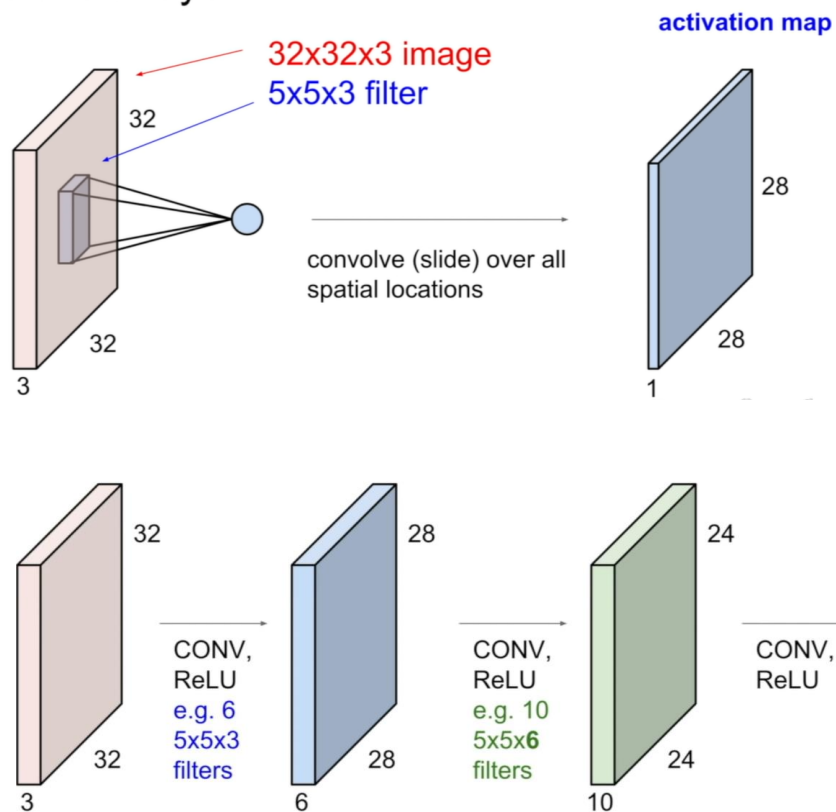 activation map
32x32x3 image
5x5x3 filter
32
28
convolve (slide) over all
spatial locations
32
28
3
1
32
28
24
CONV,
ReLU
e.g. 6
5x5x3
filters
CONV,
ReLU
e.g. 10
5x5x6
filters
CONV,
ReLU
32
28
24
3
6
10